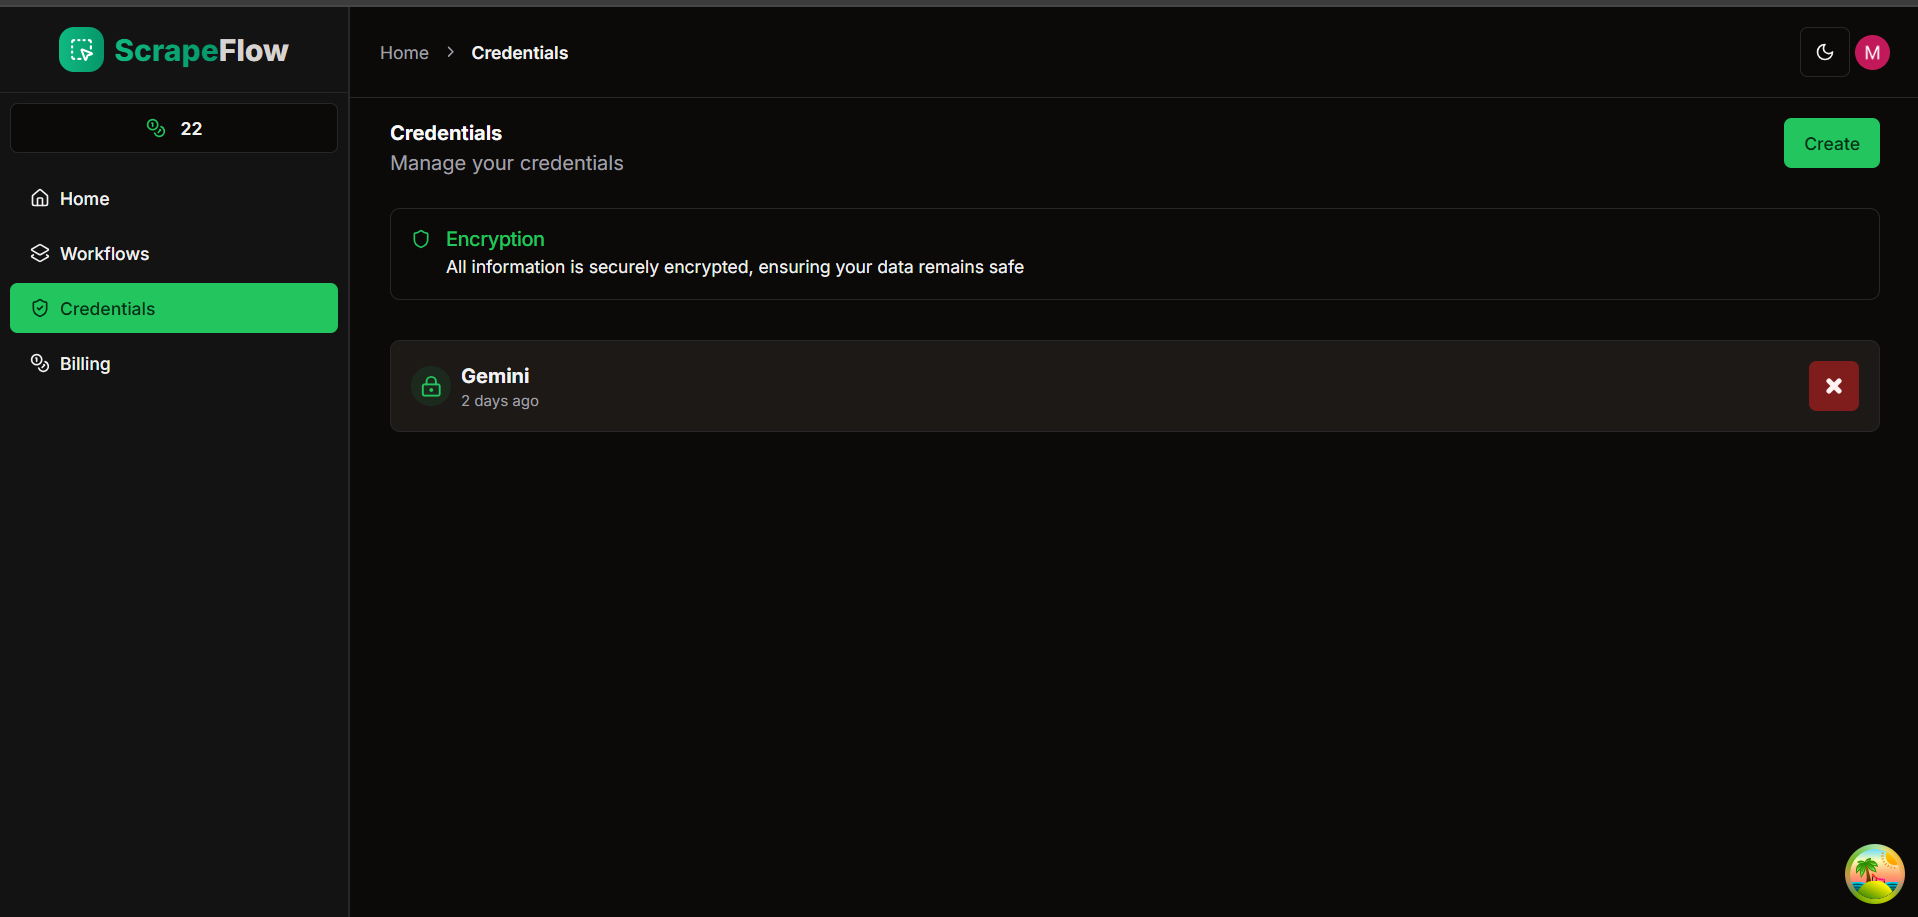 ScrapeFlow
22
Home
Workflows
Credentials
Billing
Home > Credentials
M
Credentials
Manage your credentials
Create
Encryption
All information is securely encrypted, ensuring your data remains safe
Gemini
2 days ago